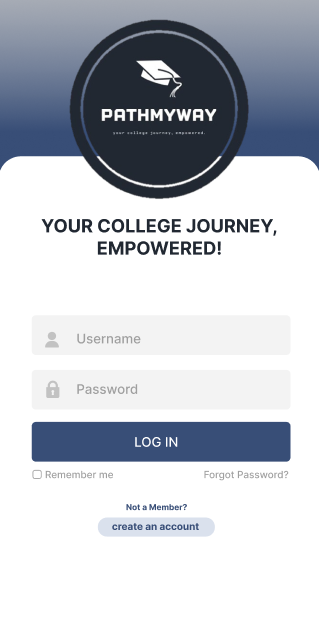 PATHMYWAY
your college journey, empowered.
YOUR COLLEGE JOURNEY,
EMPOWERED!
Username
Password
LOG IN
Remember me Forgot Password?
Not a Member?
create an account